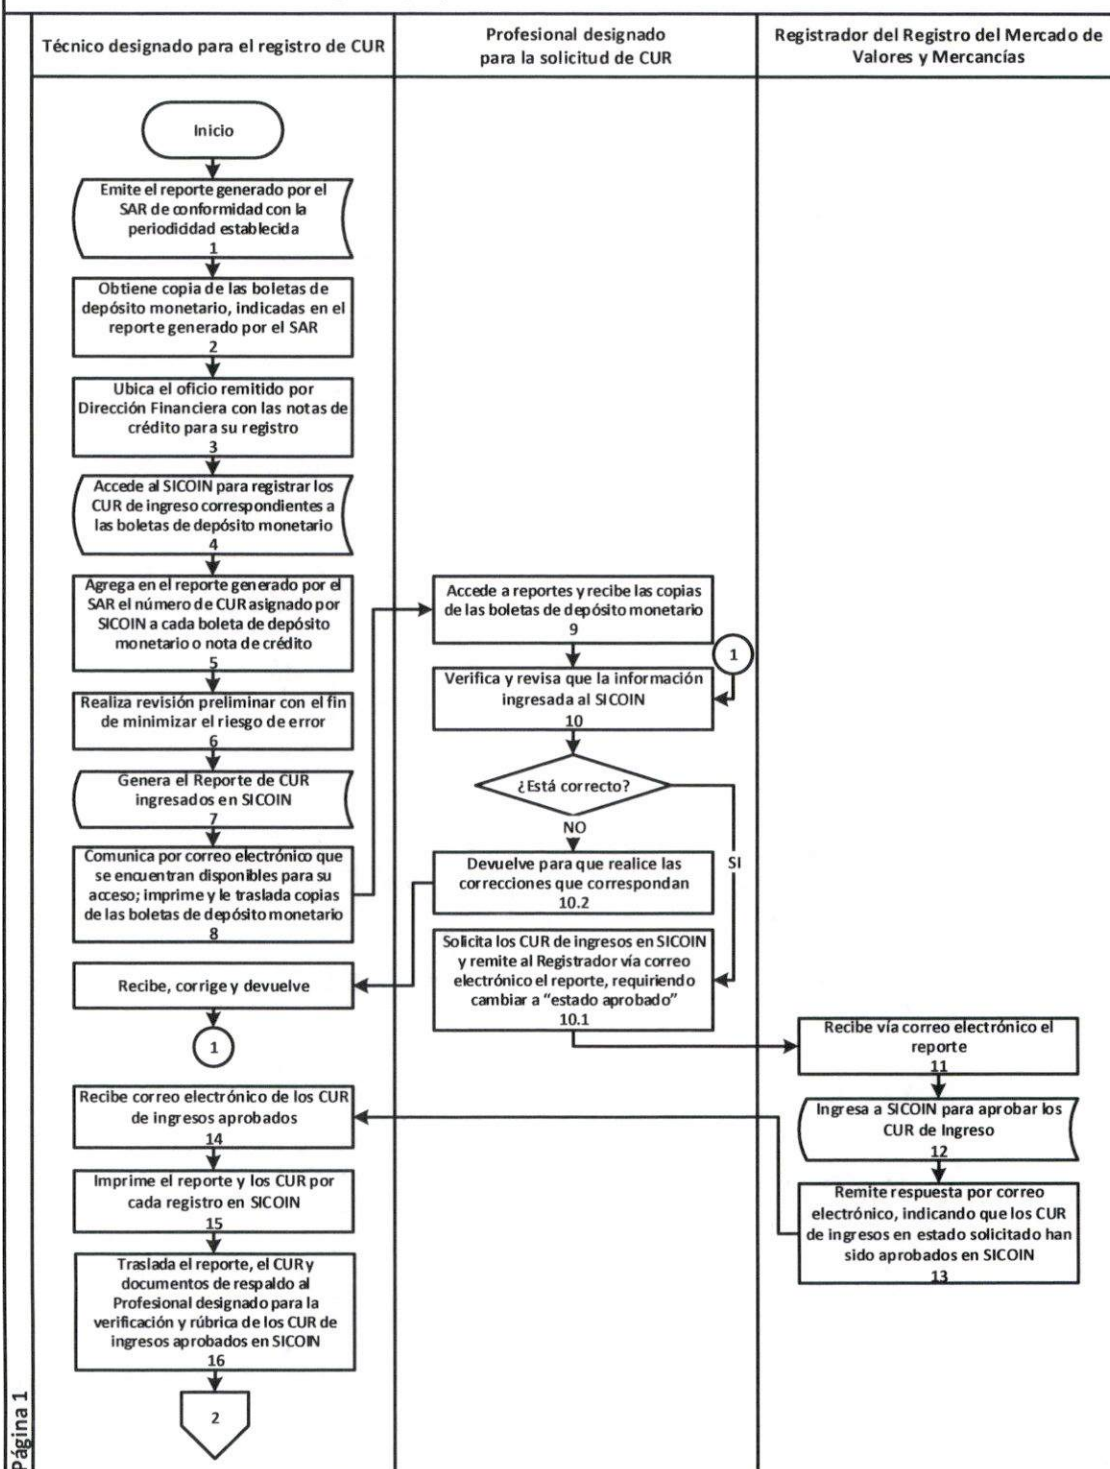 Técnico designado para el registro de CUR
Profesional designado
para la solicitud de CUR
Registrador del Registro del Mercado de
Valores y Mercancías
Inicio
Emite el reporte generado por el
SAR de conformidad con la
periodicidad establecida
1
Obtiene copia de las boletas de
depósito monetario, indicadas en el
reporte generado por el SAR
2
Ubica el oficio remitido por
Dirección Financiera con las notas de
crédito para su registro
3
Accede al SICOIN para registrar los
CUR de ingreso correspondientes a
las boletas de depósito monetario
4
Agrega en el reporte generado por el
SAR el número de CUR asignado por
SICOIN a cada boleta de depósito
monetario o nota de crédito
5
Realiza revisión preliminar con el fin
de minimizar el riesgo de error
6
Genera el Reporte de CUR
ingresados en SICOIN
7
Comunica por correo electrónico que
se encuentran disponibles para su
acceso; imprime y le traslada copias
de las boletas de depósito monetario
8
Accede a reportes y recibe las copias
de las boletas de depósito monetario
9
1
Verifica y revisa que la información
ingresada al SICOIN
10
¿Está correcto?
NO
SI
Devuelve para que realice las
correcciones que correspondan
10.2
Solicita los CUR de ingresos en SICOIN
y remite al Registrador vía correo
electrónico el reporte, requiriendo
cambiar a “estado aprobado”
10.1
Recibe, corrige y devuelve
1
Recibe vía correo electrónico el
reporte
11
Ingresa a SICOIN para aprobar los
CUR de Ingreso
12
Remite respuesta por correo
electrónico, indicando que los CUR
de ingresos en estado solicitado han
sido aprobados en SICOIN
13
Recibe correo electrónico de los CUR
de ingresos aprobados
14
Imprime el reporte y los CUR por
cada registro en SICOIN
15
Traslada el reporte, el CUR y
documentos de respaldo al
Profesional designado para la
verificación y rúbrica de los CUR de
ingresos aprobados en SICOIN
16
2
Página 1